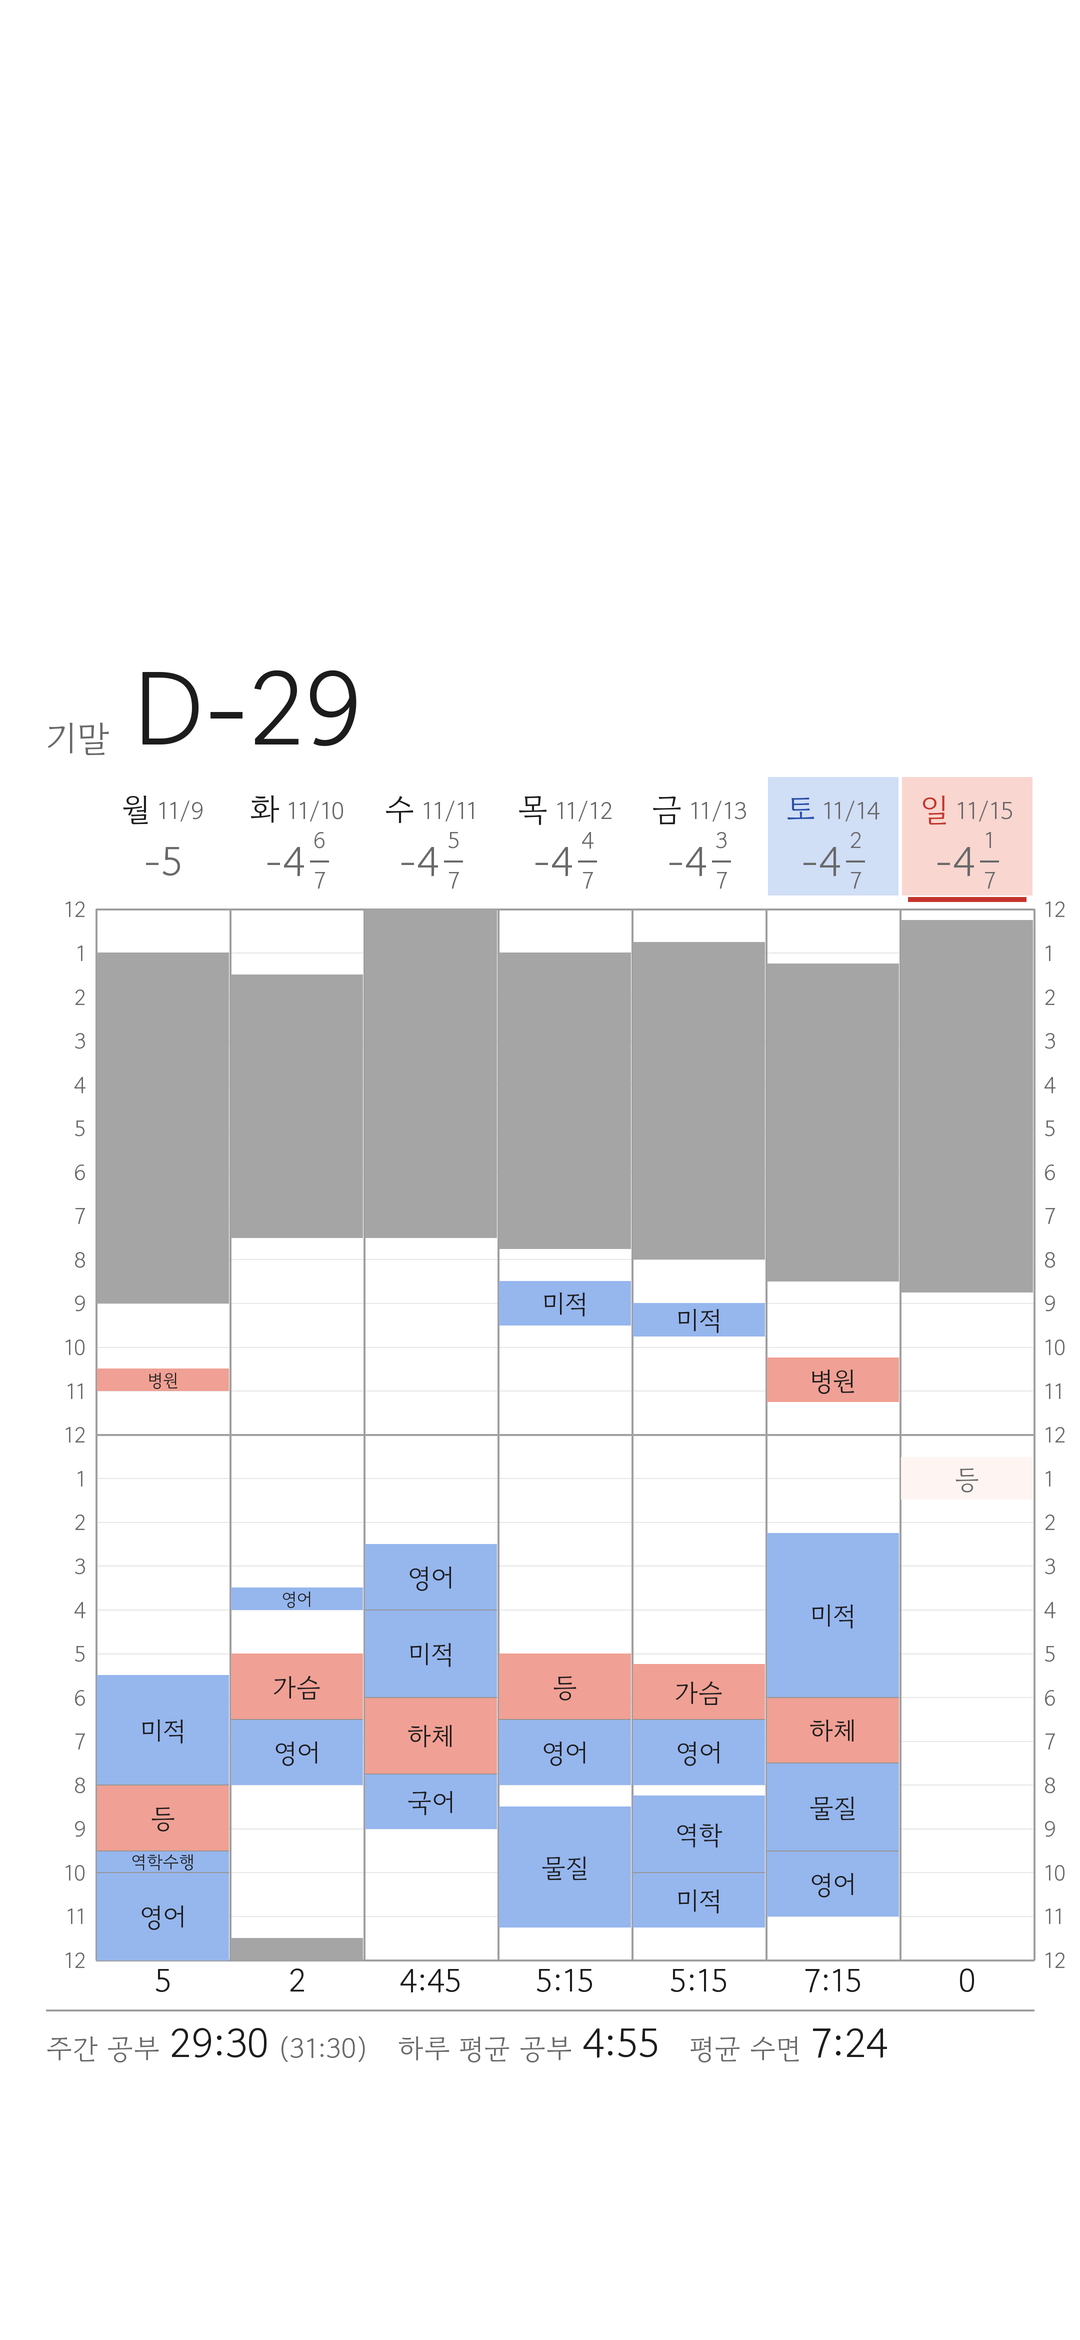 기말 D-29
월 11/9 화 11/10 수 11/11 목 11/12 금 11/13 토 11/14 일 11/15
-5 -4 6/7 -4 5/7 -4 4/7 -4 3/7 -4 2/7 -4 1/7
12 12
1 1
2 2
3 3
4 4
5 5
6 6
7 7
8 8
9 미적 미적 9
10 10
11 병원 병원 11
12 12
1 등 1
2 2
3 영어 3
4 영어 미적 4
5 미적 5
6 가슴 등 가슴 6
7 미적 영어 하체 영어 영어 하체 7
8 국어 물질 8
9 등 역학 9
10 역학수행 물질 영어 10
11 영어 미적 11
12 12
5 2 4:45 5:15 5:15 7:15 0
주간 공부 29:30 (31:30) 하루 평균 공부 4:55 평균 수면 7:24